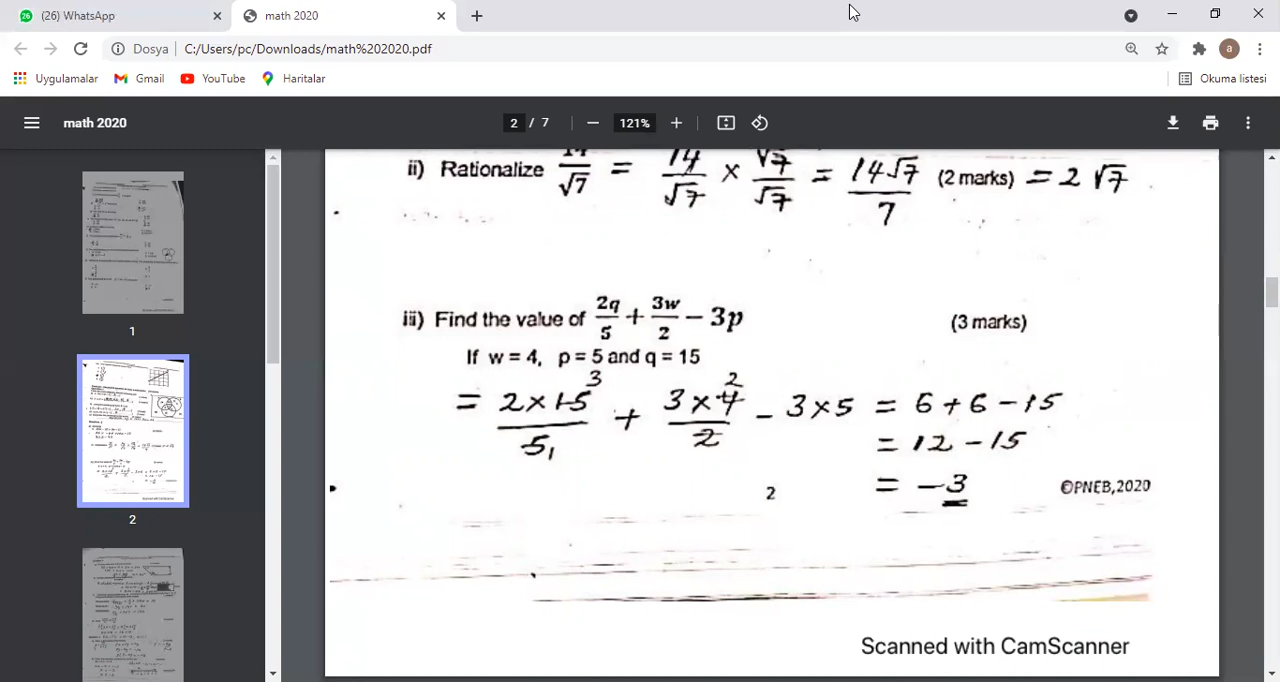 (26) WhatsApp
math 2020
Dosya C:/Users/pc/Downloads/math%202020.pdf
a
Uygulamalar Gmail YouTube Haritalar Okuma listesi
math 2020 2 / 7 121%
1
2
ii) Rationalize 14/√7 = 14/√7 × √7/√7 = 14√7/7 (2 marks) = 2√7
iii) Find the value of 2q/5 + 3w/2 − 3p (3 marks)
If w = 4, p = 5 and q = 15
= 2×15³/5₁ + 3×4²/2 − 3×5 = 6+6−15
= 12 −15
= −3
2 ©PNEB,2020
Scanned with CamScanner